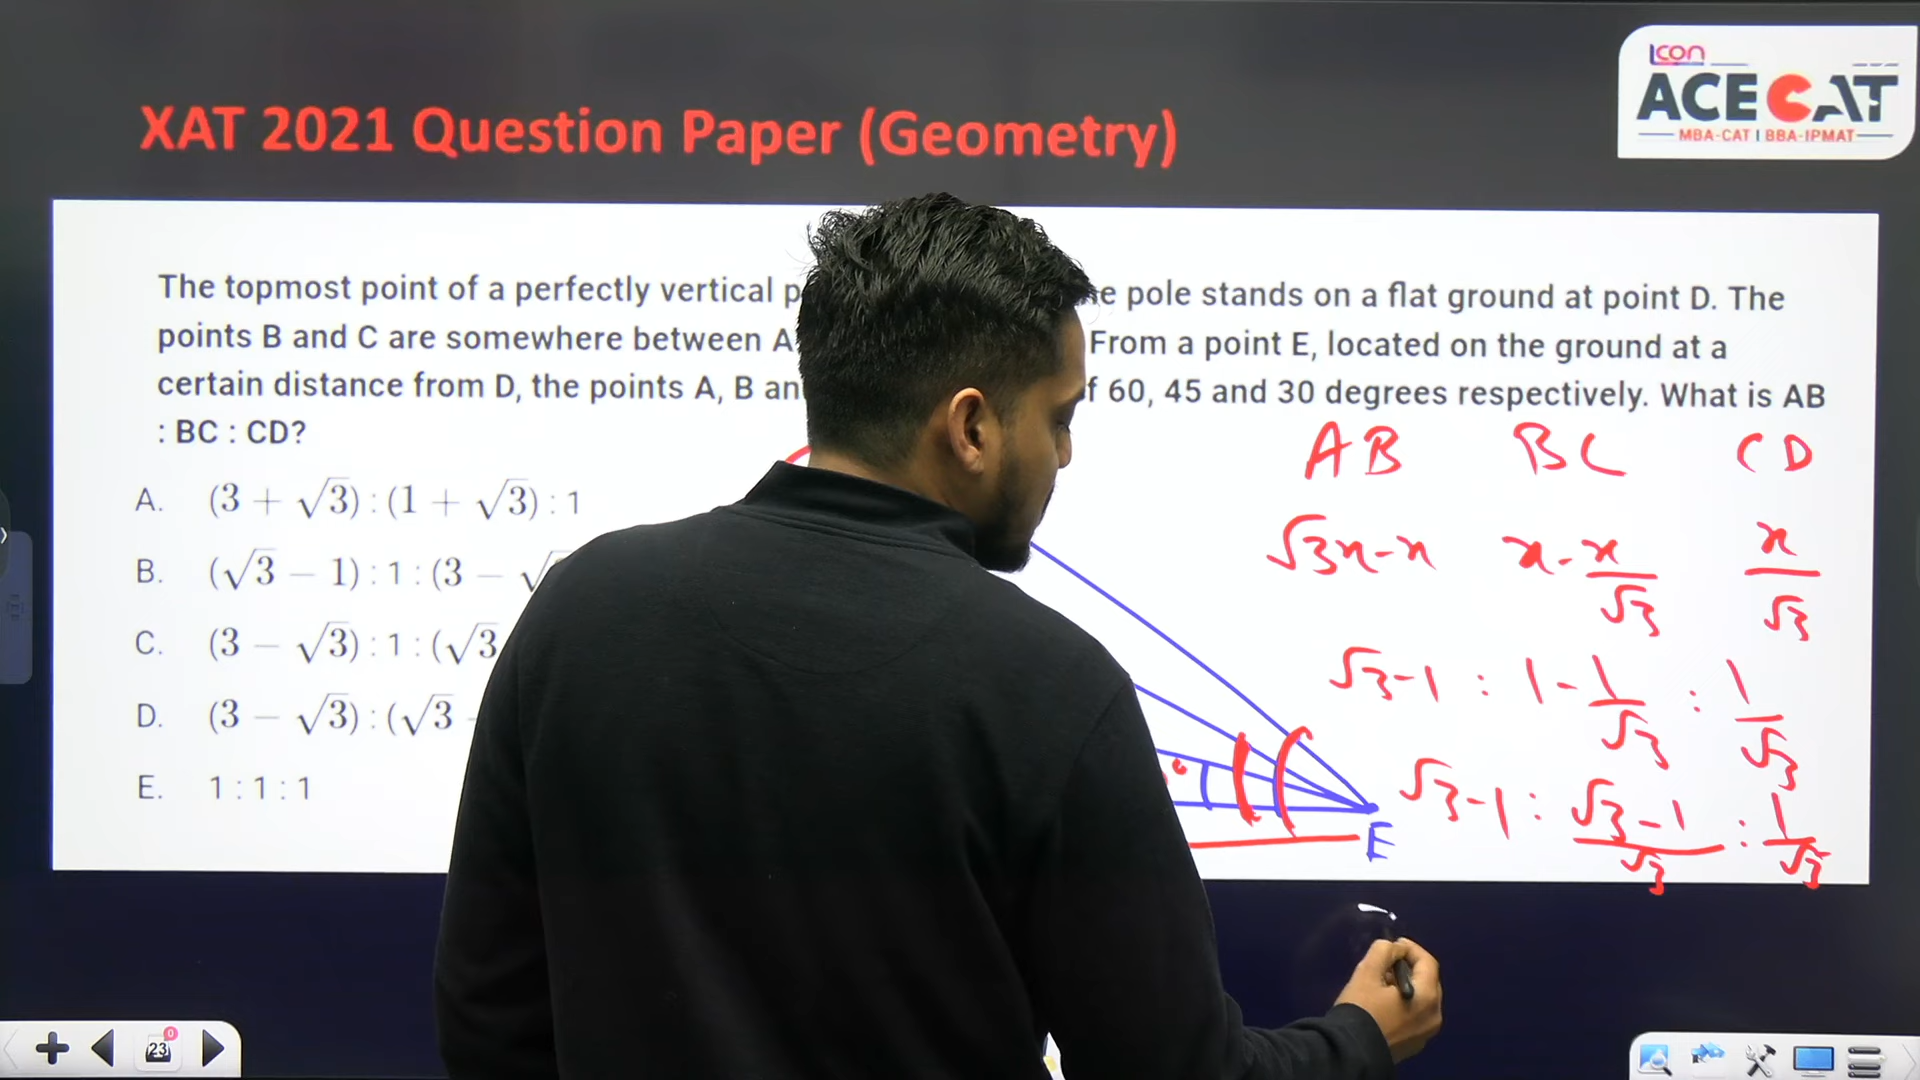 Icon
ACE CAT
MBA-CAT | BBA-IPMAT
XAT 2021 Question Paper (Geometry)
The topmost point of a perfectly vertical pole stands on a flat ground at point D. The
points B and C are somewhere between A From a point E, located on the ground at a
certain distance from D, the points A, B an 60, 45 and 30 degrees respectively. What is AB
: BC : CD?
A. (3 + √3) : (1 + √3) : 1
B. (√3 − 1) : 1 : (3 −
C. (3 − √3) : 1 : (√3
D. (3 − √3) : (√3
E. 1 : 1 : 1
AB BC CD
√3x-x x-x/√3 x/√3
√3-1 : 1-1/√3 : 1/√3
√3-1 : √3-1/√3 : 1/√3
E
23
0